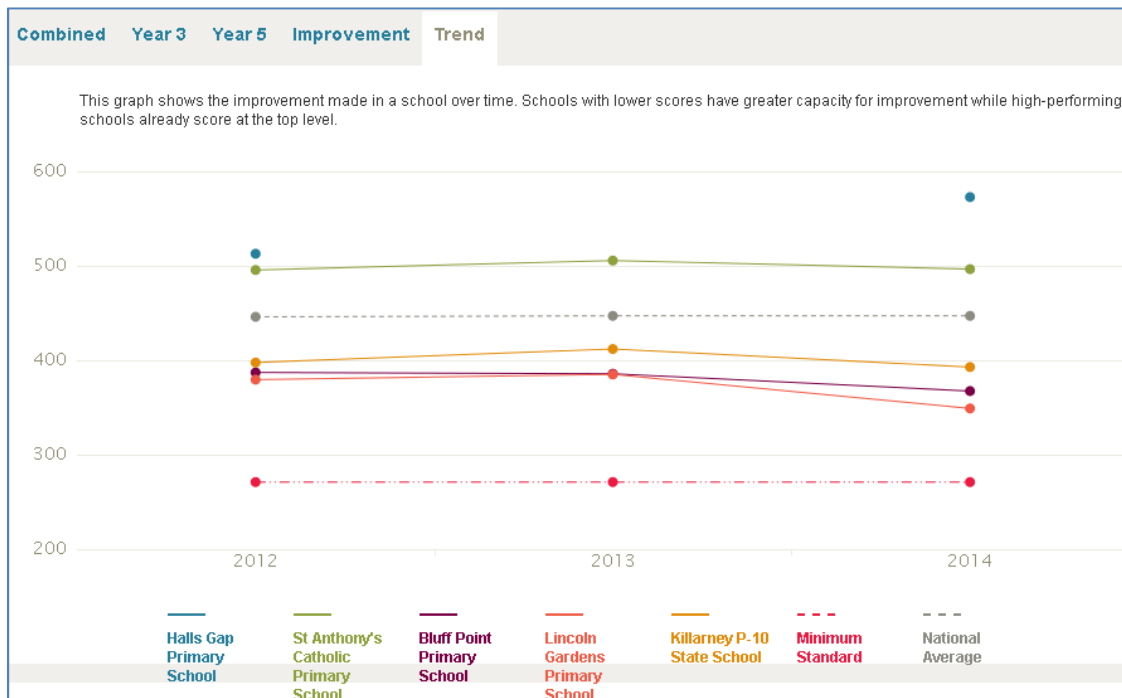 Combined Year 3 Year 5 Improvement Trend
This graph shows the improvement made in a school over time. Schools with lower scores have greater capacity for improvement while high-performing
schools already score at the top level.
600
500
400
300
200
2012 2013 2014
Halls Gap
Primary
School
St Anthony's
Catholic
Primary
School
Bluff Point
Primary
School
Lincoln
Gardens
Primary
School
Killarney P-10
State School
Minimum
Standard
National
Average